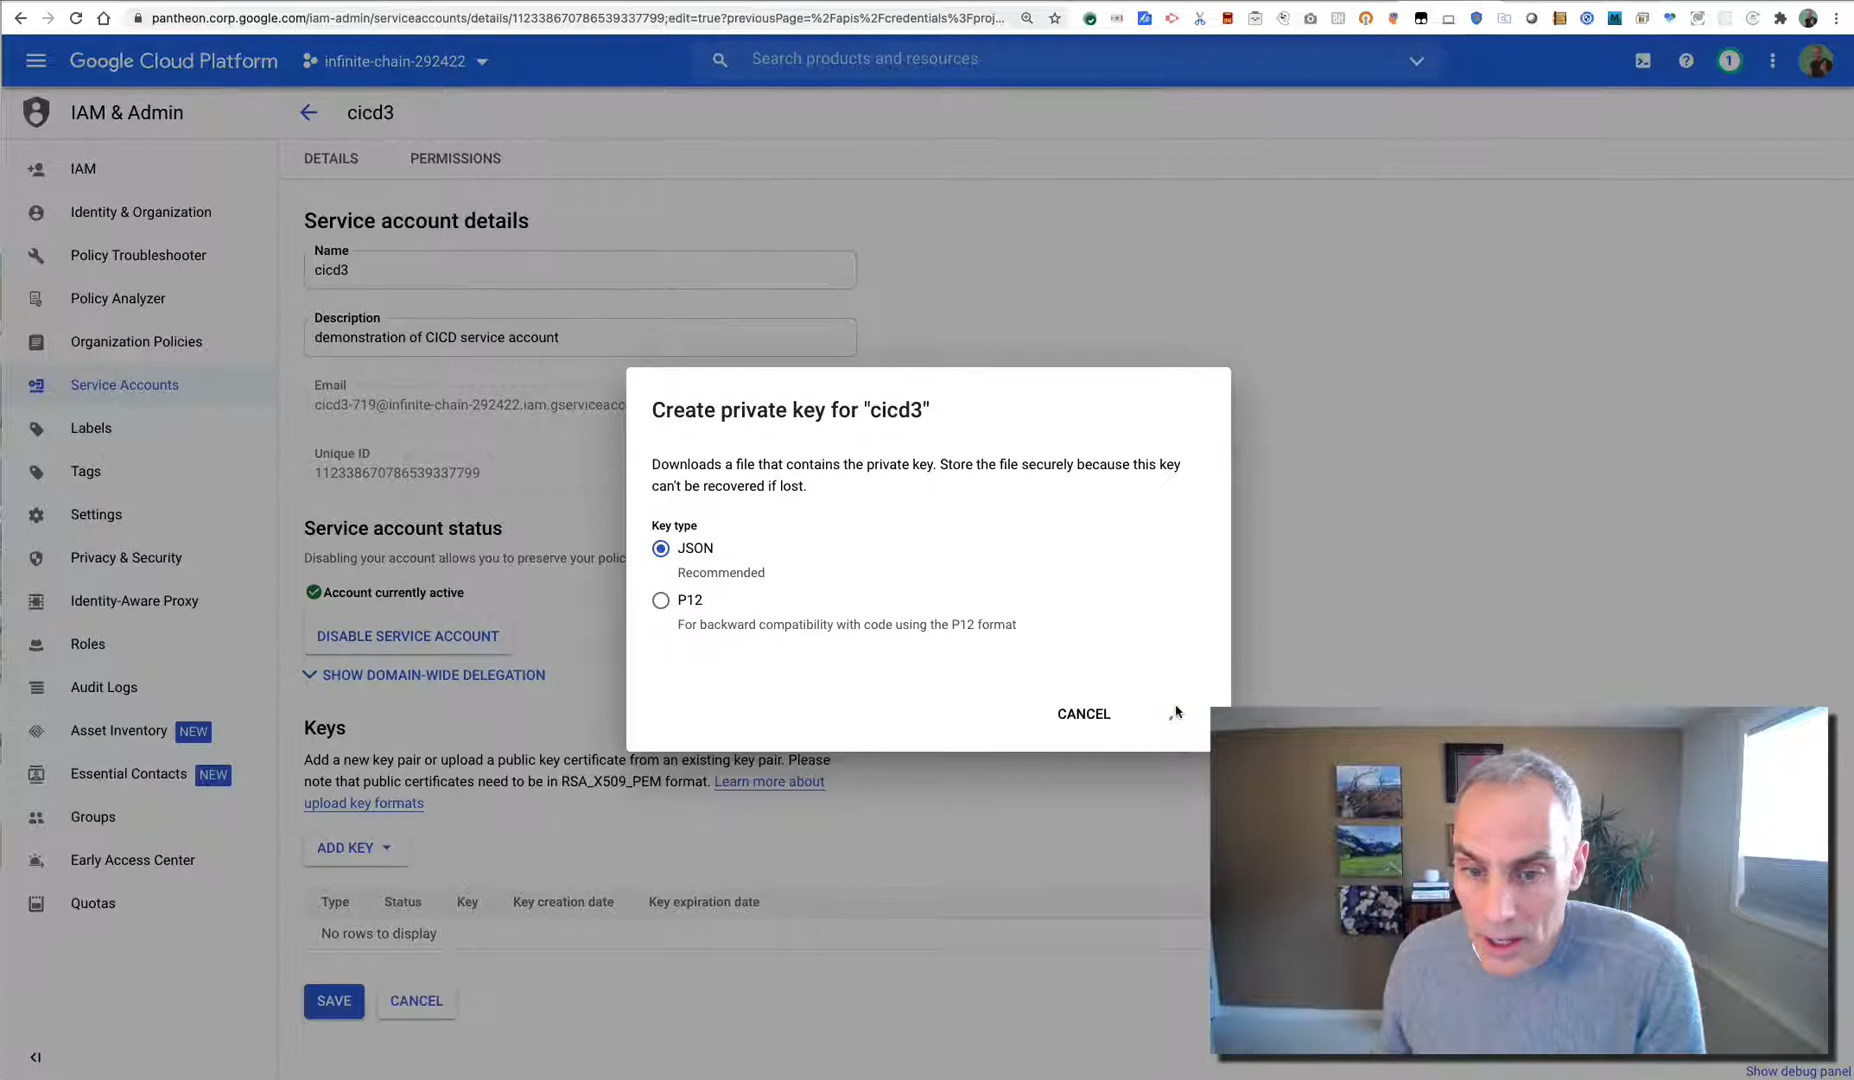 pantheon.corp.google.com/iam-admin/serviceaccounts/details/112338670786539337799;edit=true?previousPage=%2Fapis%2Fcredentials%3Fproj...
Google Cloud Platform
infinite-chain-292422
Search products and resources
1
IAM & Admin
cicd3
DETAILS
PERMISSIONS
IAM
Identity & Organization
Policy Troubleshooter
Policy Analyzer
Organization Policies
Service Accounts
Labels
Tags
Settings
Privacy & Security
Identity-Aware Proxy
Roles
Audit Logs
Asset Inventory NEW
Essential Contacts NEW
Groups
Early Access Center
Quotas
Service account details
Name
cicd3
Description
demonstration of CICD service account
Email
cicd3-719@infinite-chain-292422.iam.gserviceacc
Unique ID
112338670786539337799
Service account status
Disabling your account allows you to preserve your polic
Account currently active
DISABLE SERVICE ACCOUNT
SHOW DOMAIN-WIDE DELEGATION
Keys
Add a new key pair or upload a public key certificate from an existing key pair. Please
note that public certificates need to be in RSA_X509_PEM format. Learn more about
upload key formats
ADD KEY
Type Status Key Key creation date Key expiration date
No rows to display
SAVE CANCEL
Create private key for "cicd3"
Downloads a file that contains the private key. Store the file securely because this key
can't be recovered if lost.
Key type
JSON
Recommended
P12
For backward compatibility with code using the P12 format
CANCEL
Show debug panel